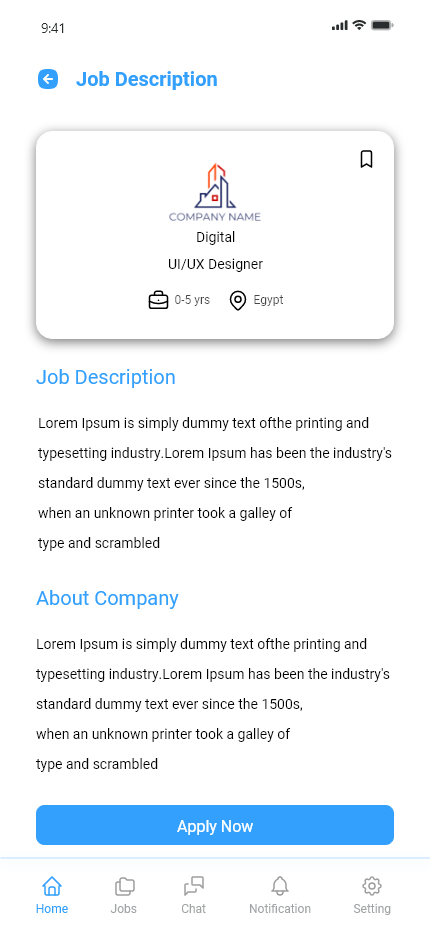 9:41
Job Description
COMPANY NAME
Digital
UI/UX Designer
0-5 yrs Egypt
Job Description
Lorem Ipsum is simply dummy text ofthe printing and
typesetting industry.Lorem Ipsum has been the industry's
standard dummy text ever since the 1500s,
when an unknown printer took a galley of
type and scrambled
About Company
Lorem Ipsum is simply dummy text ofthe printing and
typesetting industry.Lorem Ipsum has been the industry's
standard dummy text ever since the 1500s,
when an unknown printer took a galley of
type and scrambled
Apply Now
Home Jobs Chat Notification Setting